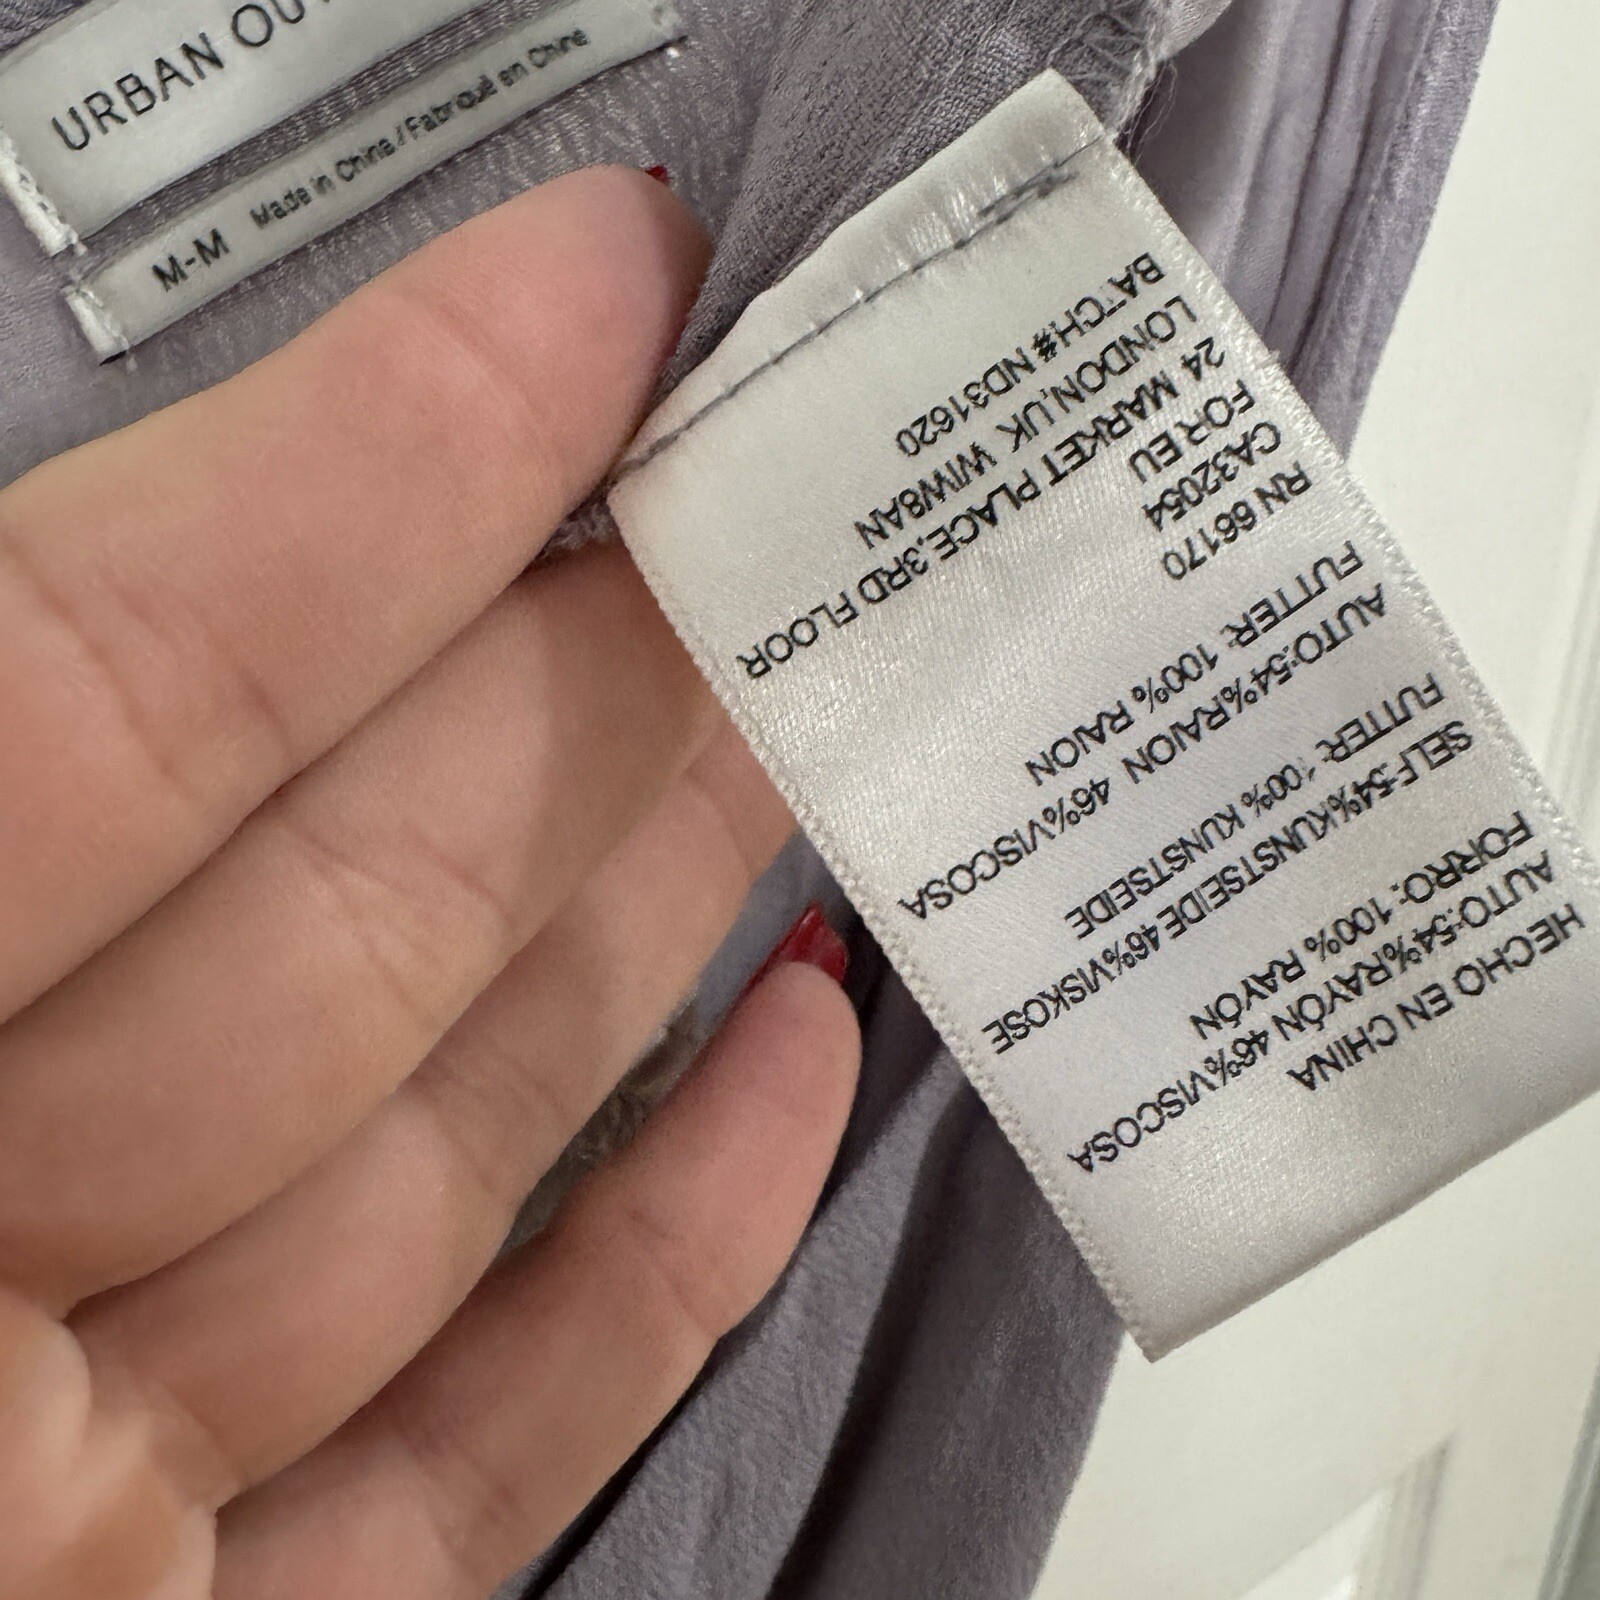 URBAN OU
M-M Made in China / Fabriqué en Chine
HECHO EN CHINA
AUTO:54%RAYÓN 46%VISCOSA
FORRO: 100% RAYÓN
SELF:54%KUNSTSEIDE 46%VISKOSE
FUTTER: 100% KUNSTSEIDE
AUTO:54%RAION 46%VISCOSA
FUTTER: 100% RAION
RN 66170
CA32054
FOR EU
24 MARKET PLACE,3RD FLOOR
LONDON,UK W1W8AN
BATCH# ND31620